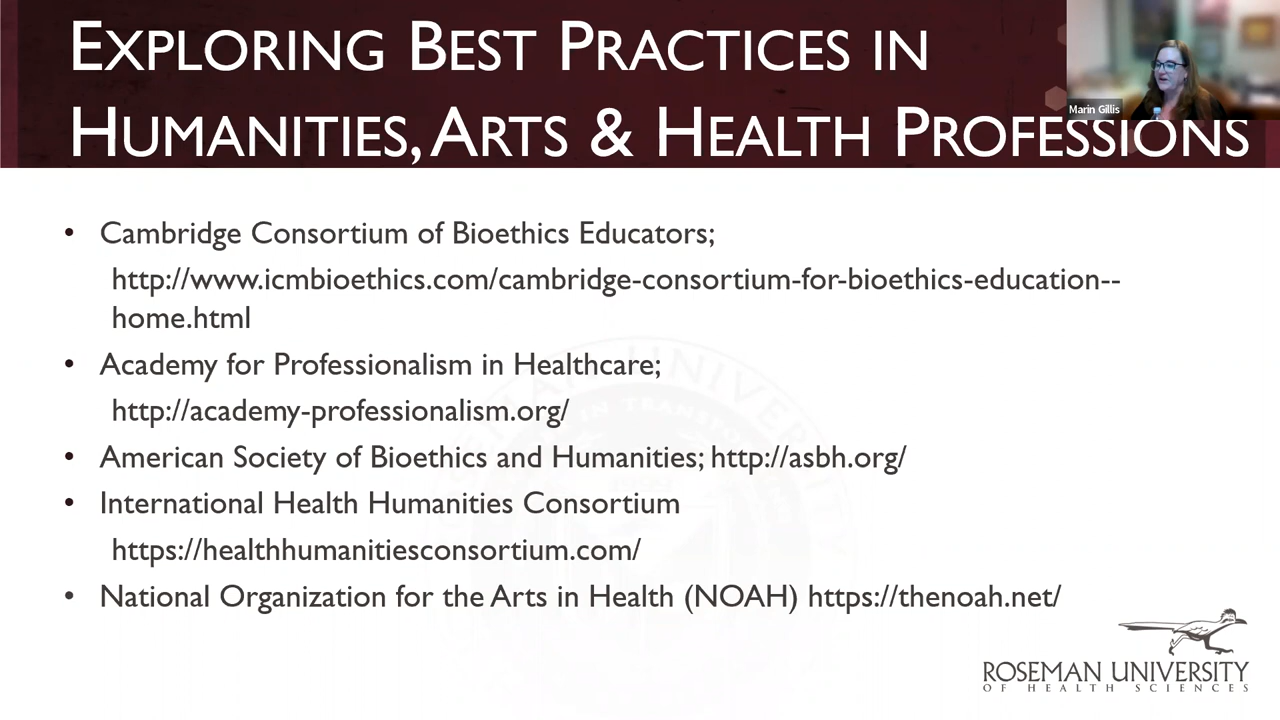 EXPLORING BEST PRACTICES IN
HUMANITIES, ARTS & HEALTH PROFESSIONS
Marin Gillis
• Cambridge Consortium of Bioethics Educators;
http://www.icmbioethics.com/cambridge-consortium-for-bioethics-education--
home.html
• Academy for Professionalism in Healthcare;
http://academy-professionalism.org/
• American Society of Bioethics and Humanities; http://asbh.org/
• International Health Humanities Consortium
https://healthhumanitiesconsortium.com/
• National Organization for the Arts in Health (NOAH) https://thenoah.net/
ROSEMAN UNIVERSITY
OF HEALTH SCIENCES